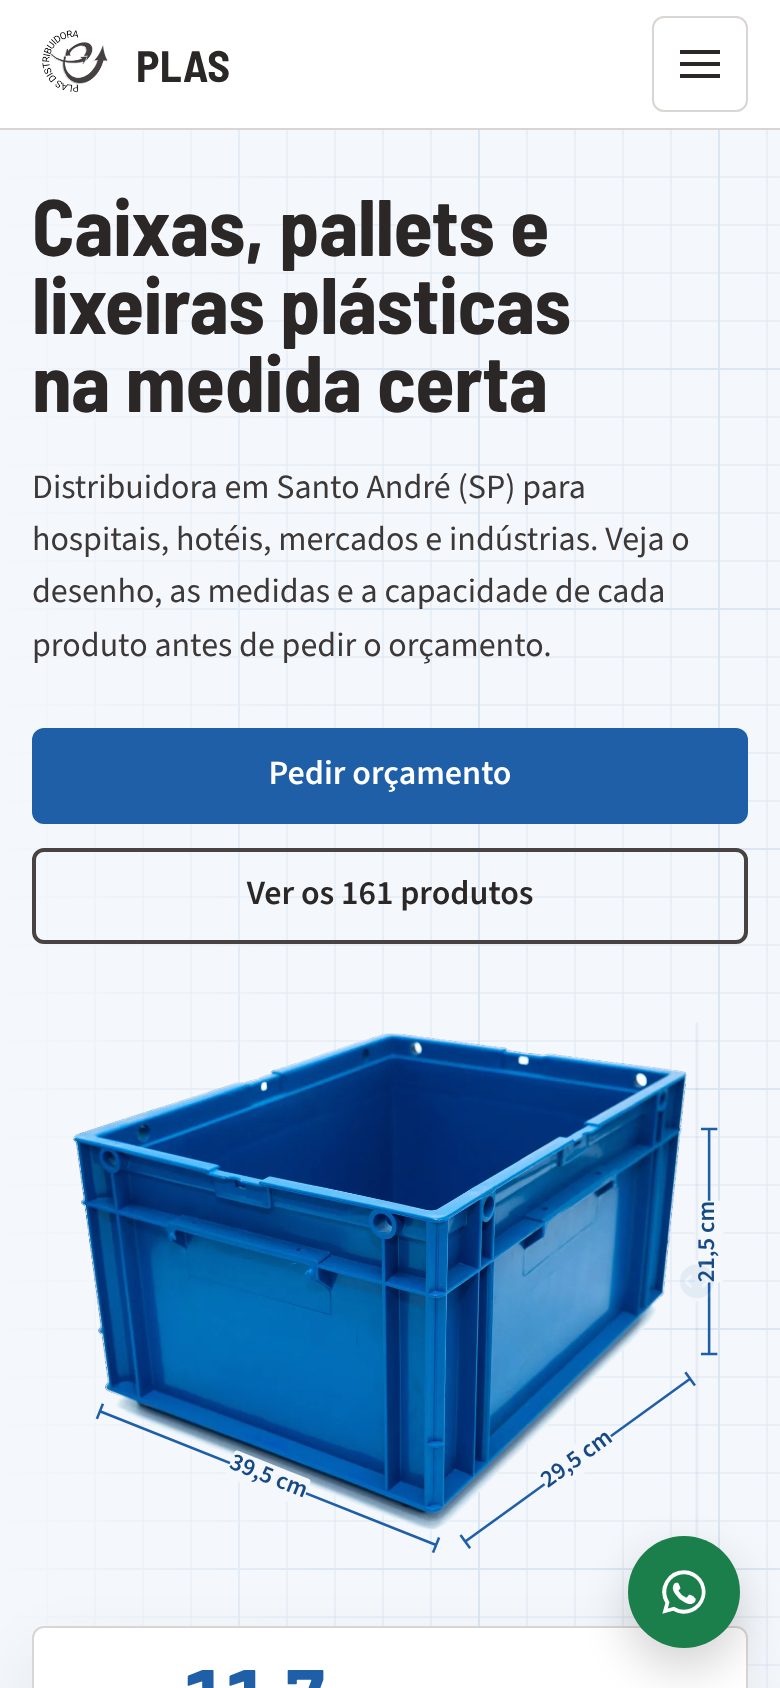 PLAS DISTRIBUIDORA
PLAS
Caixas, pallets e
lixeiras plásticas
na medida certa
Distribuidora em Santo André (SP) para
hospitais, hotéis, mercados e indústrias. Veja o
desenho, as medidas e a capacidade de cada
produto antes de pedir o orçamento.
Pedir orçamento
Ver os 161 produtos
21,5 cm
39,5 cm
29,5 cm